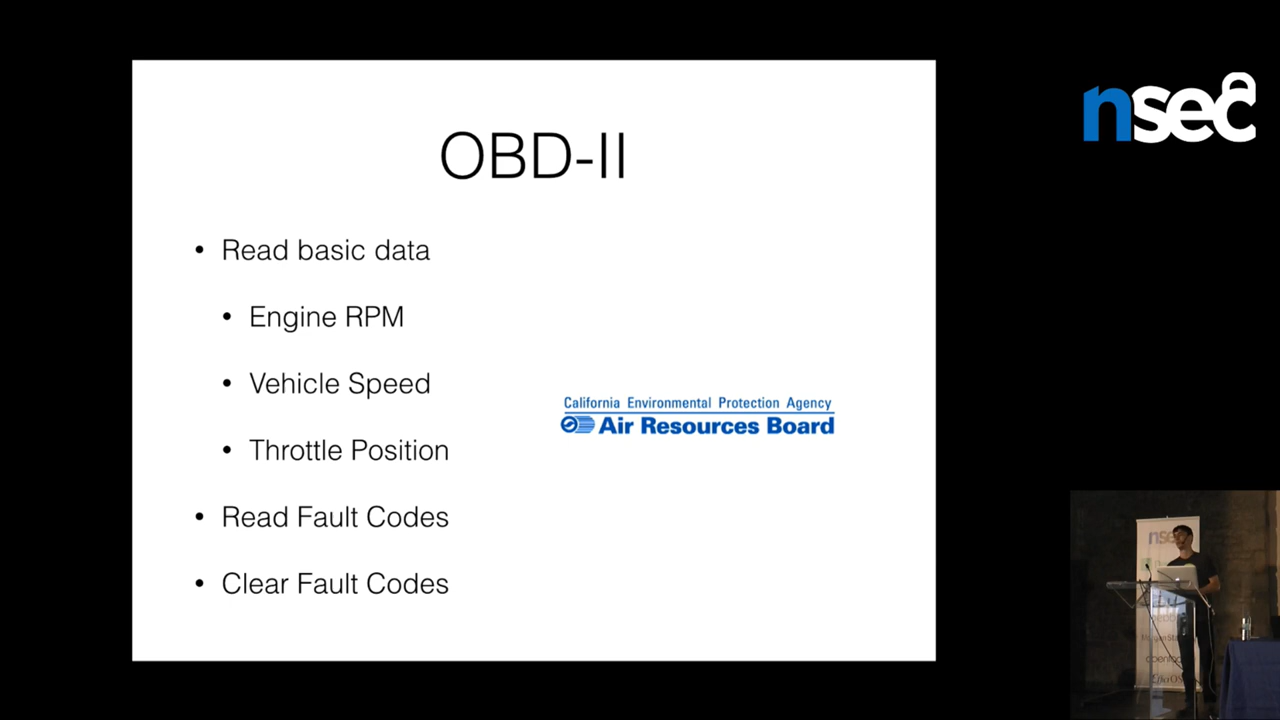 OBD-II
• Read basic data
• Engine RPM
• Vehicle Speed
• Throttle Position
• Read Fault Codes
• Clear Fault Codes
California Environmental Protection Agency
Air Resources Board
nsec
nsec